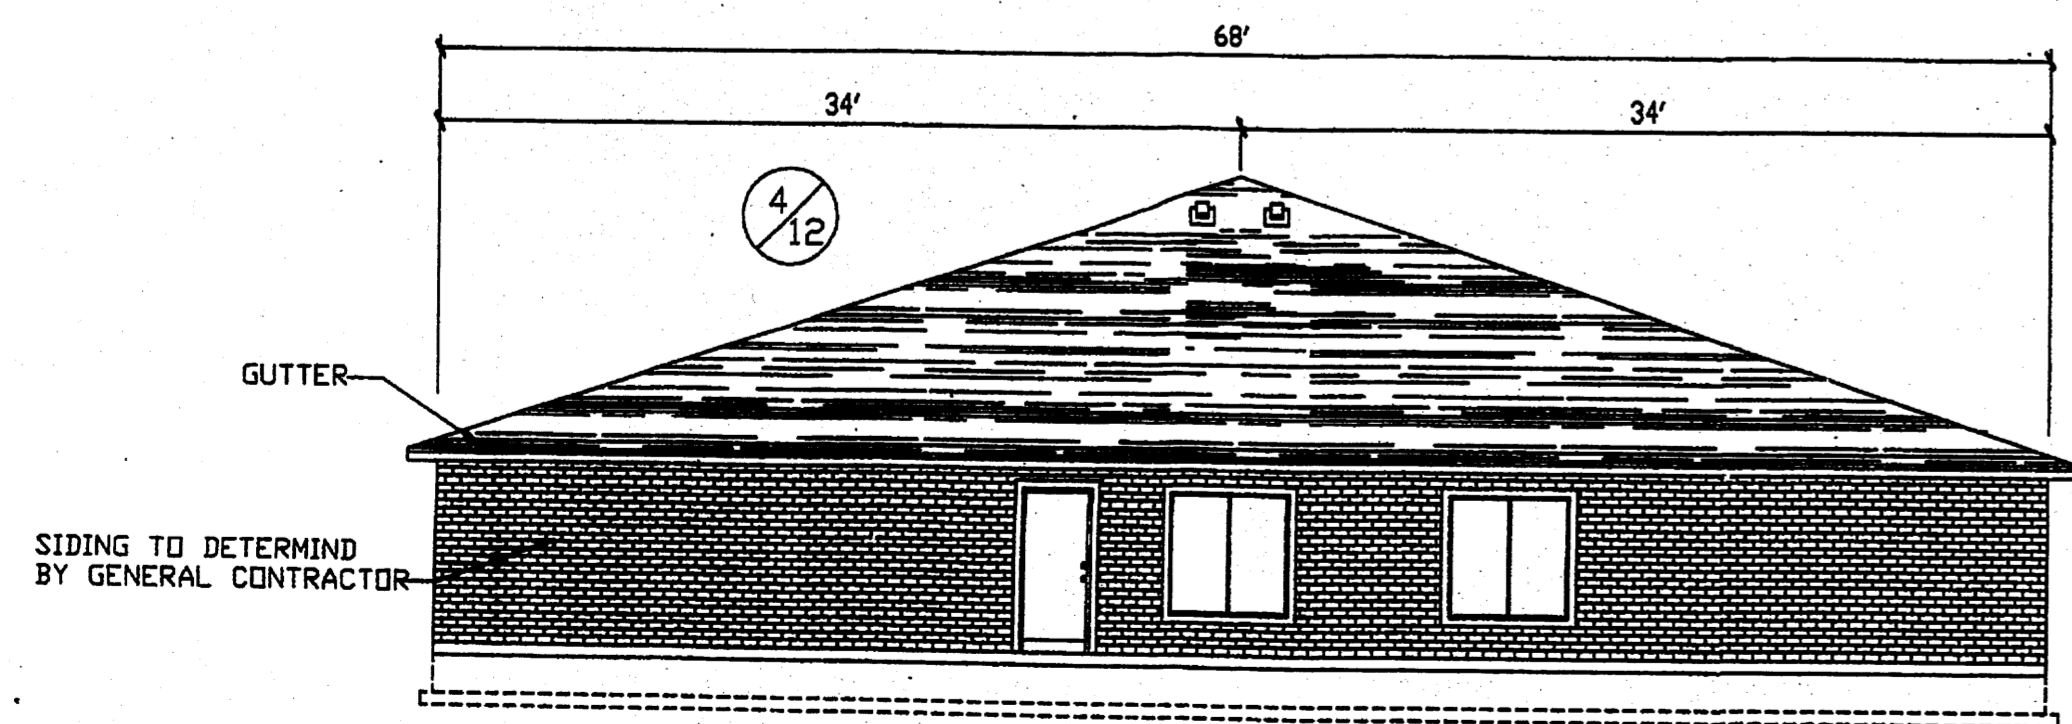 68'
34'
34'
4/12
GUTTER
SIDING TO DETERMIND
BY GENERAL CONTRACTOR